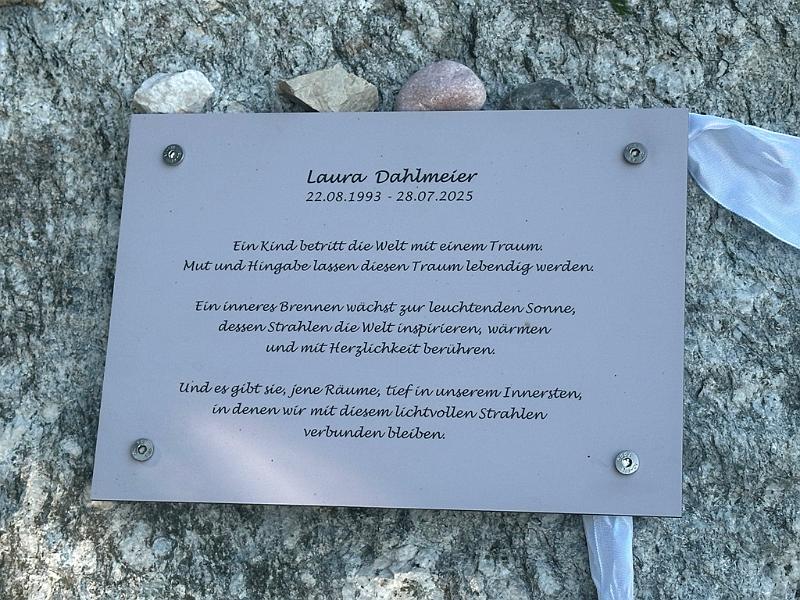 Laura Dahlmeier
22.08.1993 - 28.07.2025
Ein Kind betritt die Welt mit einem Traum.
Mut und Hingabe lassen diesen Traum lebendig werden.
Ein inneres Brennen wächst zur leuchtenden Sonne,
dessen Strahlen die Welt inspirieren, wärmen
und mit Herzlichkeit berühren.
Und es gibt sie, jene Räume, tief in unserem Innersten,
in denen wir mit diesem lichtvollen Strahlen
verbunden bleiben.